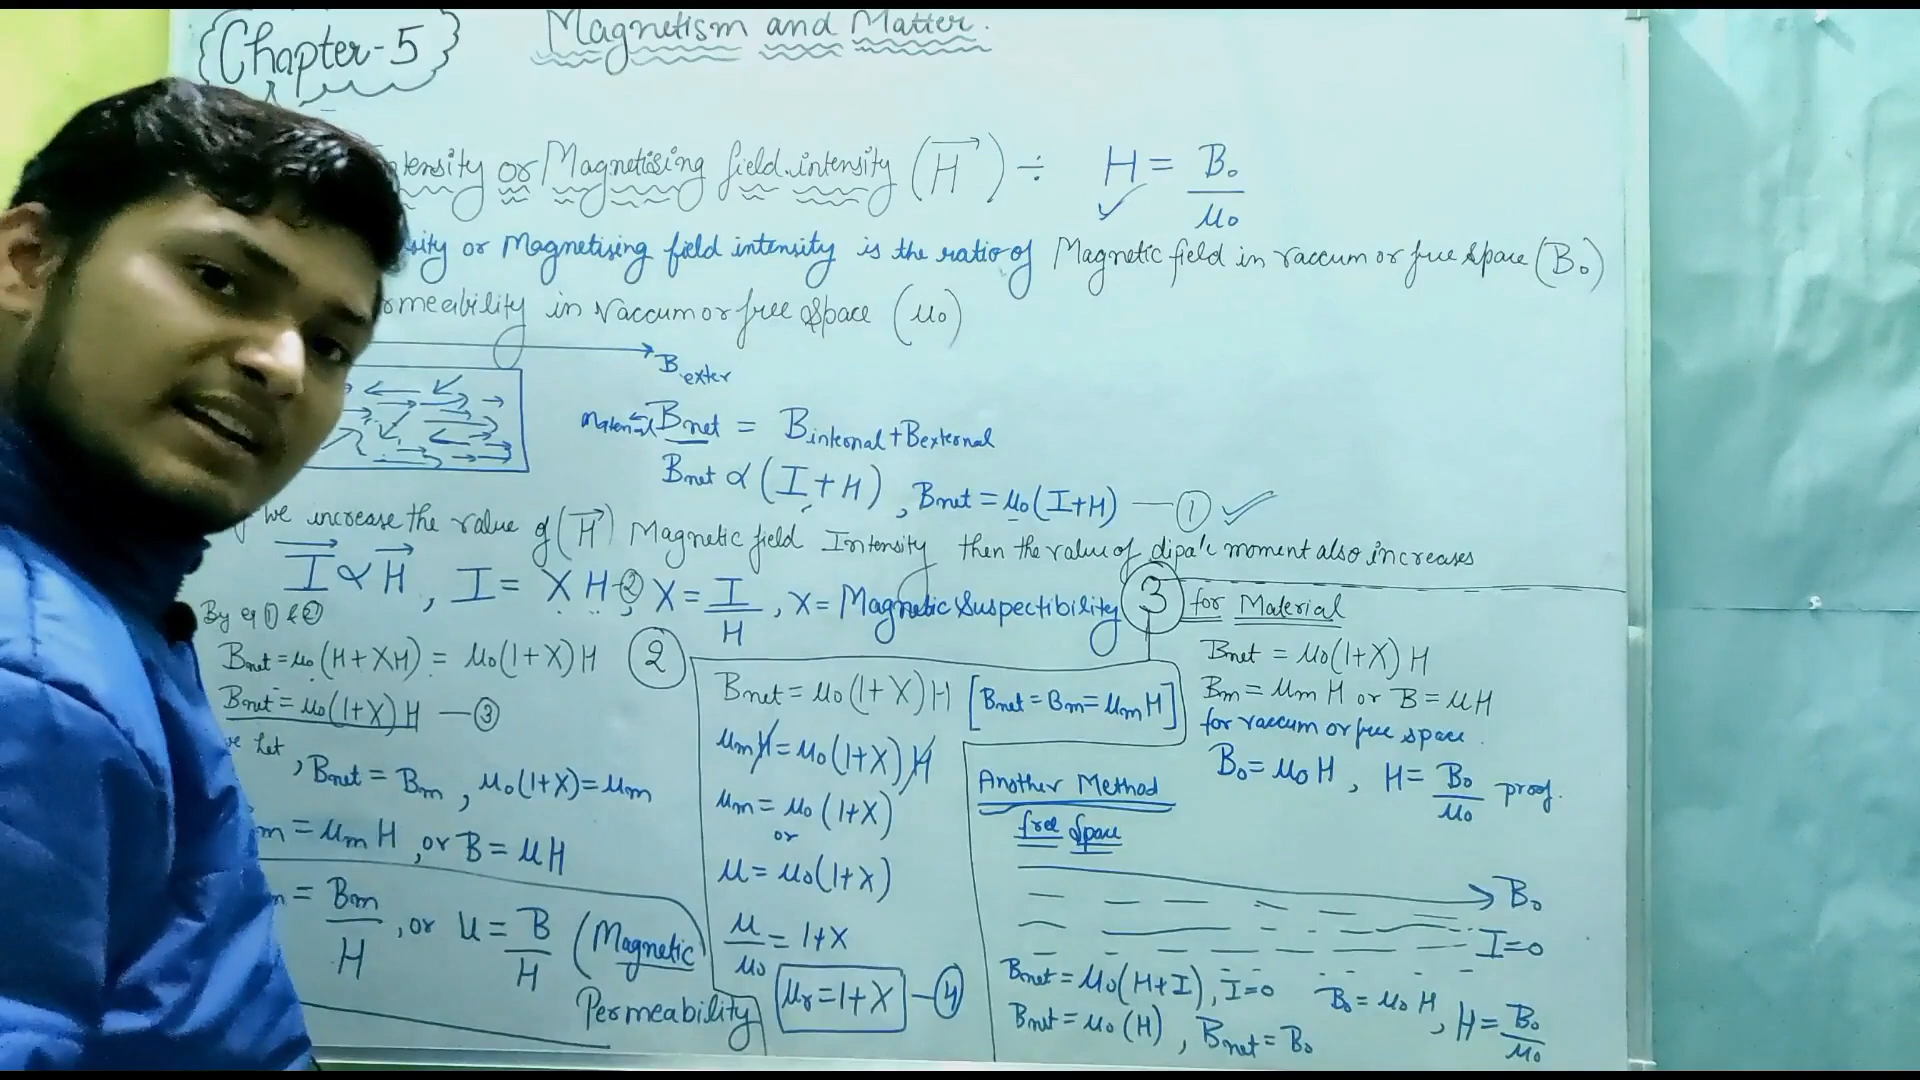 Chapter-5
Magnetism and Matter.
tensity or Magnetising field intensity (H⃗) ÷ H = B₀/μ₀
sity or Magnetising field intensity is the ratio of Magnetic field in vaccum or free space (B₀)
rmeability in vaccum or free space (μ₀)
B exter
Material Bnet = Binternal + Bexternal
Bnet ∝ (I+H), Bnet = μ₀(I+H) — ①
we increase the value of (H⃗) Magnetic field Intensity then the value of dipole moment also increases
I⃗ ∝ H⃗, I = X H - ②, X = I/H, X = Magnetic Suspectibility
By eq ① & ②
Bnet = μ₀(H+XH) = μ₀(1+X)H
Bnet = μ₀(1+X)H — ③
we Let, Bnet = Bm, μ₀(1+X) = μm
m = μm H, or B = μH
m = Bm/H, or μ = B/H (Magnetic
Permeability
②
Bnet = μ₀(1+X)H [Bnet = Bm = μm H]
μm H = μ₀(1+X)H
μm = μ₀(1+X)
or
μ = μ₀(1+X)
μ/μ₀ = 1+X
μr = 1+X — ④
③ for Material
Bnet = μ₀(1+X)H
Bm = μm H or B = μH
for vaccum or free space.
B₀ = μ₀H, H = B₀/μ₀ proof.
Another Method
free Space
B₀
I=0
Bnet = μ₀(H+I), I=0 B₀ = μ₀H, H = B₀/μ₀
Bnet = μ₀(H), Bnet = B₀